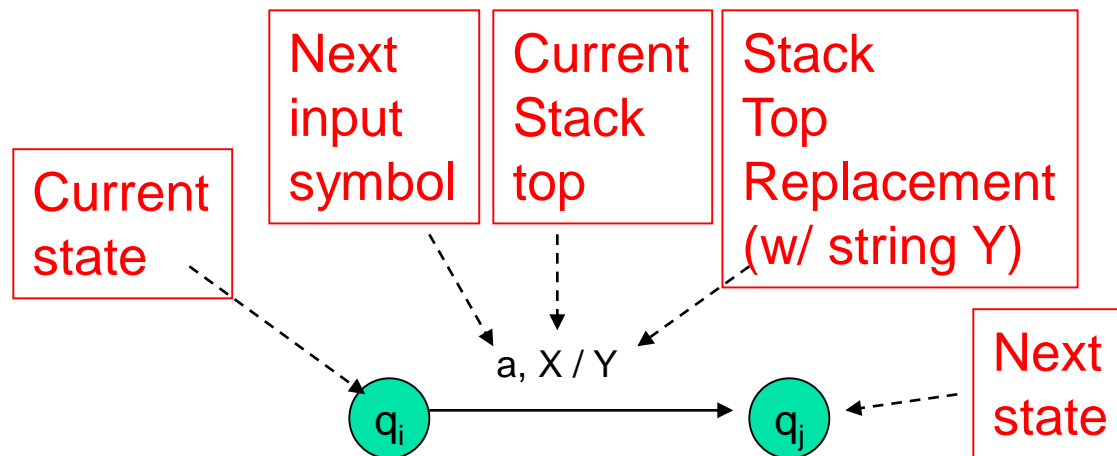 Next
input
symbol
Current
Stack
top
Stack
Top
Replacement
(w/ string Y)
Current
state
a, X / Y
Next
state
qi
qj